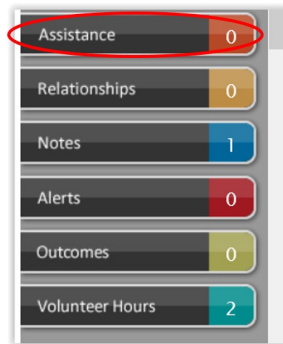 Assistance 0
Relationships 0
Notes 1
Alerts 0
Outcomes 0
Volunteer Hours 2